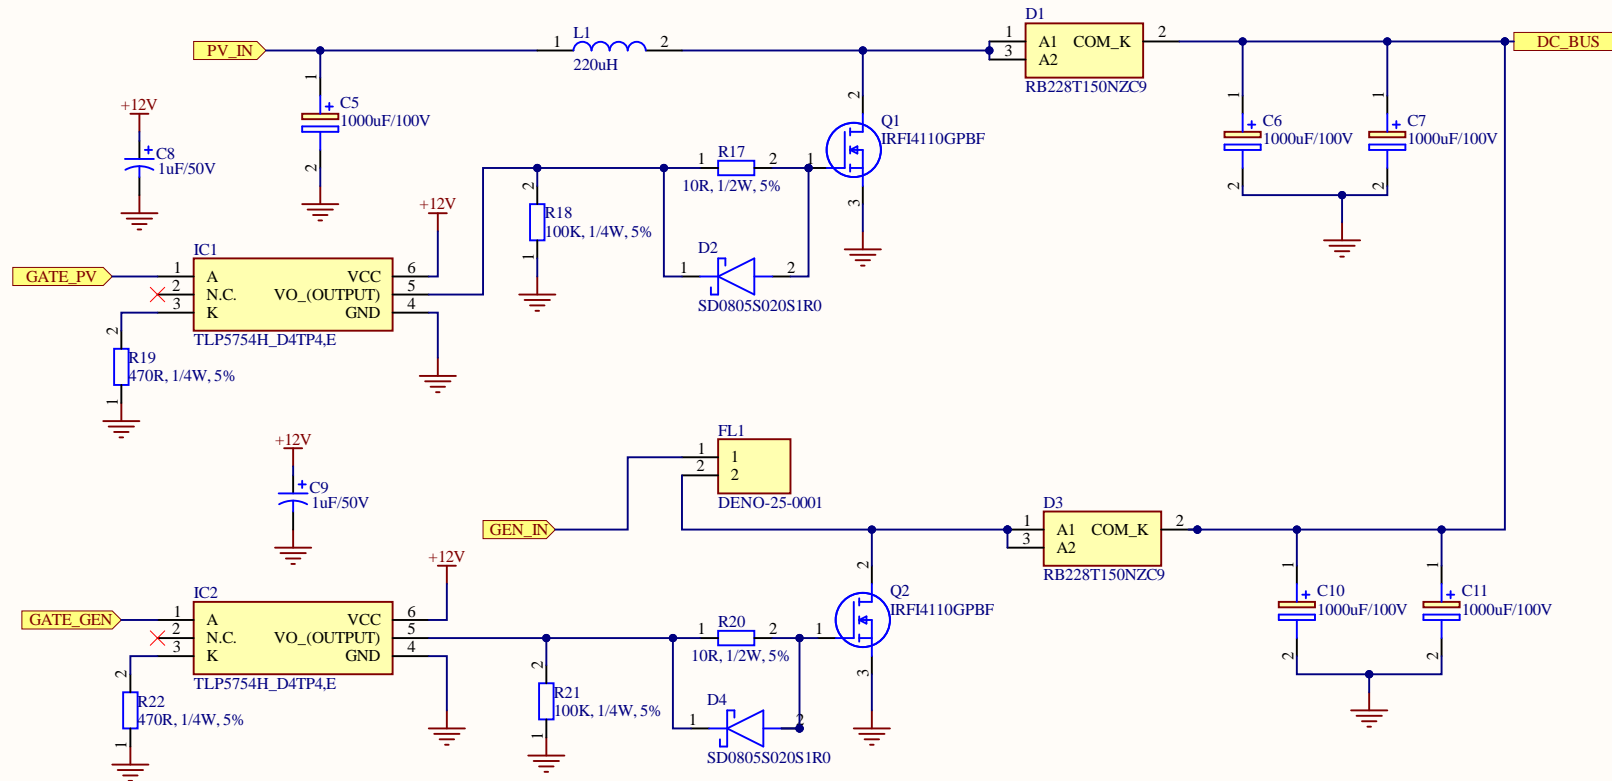 D1
L1
PV_IN
1
2
1
3
A1
COM_K
2
A2
DC_BUS
220uH
RB228T150NZC9
1
2
1
1
+12V
C5
1000uF/100V
Q1
IRFI4110GPBF
C6
1000uF/100V
C7
1000uF/100V
C8
1uF/50V
R17
1
2
1
2
10R, 1/2W, 5%
2
2
2
3
+12V
R18
100K, 1/4W, 5%
1
IC1
D2
GATE_PV
1
A
VCC
6
1
2
2
N.C.
VO_(OUTPUT)
5
3
K
GND
4
SD0805S020S1R0
TLP5754H_D4TP4,E
2
R19
470R, 1/4W, 5%
1
FL1
+12V
1
1
2
2
C9
1uF/50V
DENO-25-0001
D3
GEN_IN
1
A1
COM_K
2
3
A2
+12V
RB228T150NZC9
2
1
1
IC2
Q2
IRFI4110GPBF
C10
1000uF/100V
C11
1000uF/100V
GATE_GEN
1
A
VCC
6
R20
2
N.C.
VO_(OUTPUT)
5
1
2
1
3
K
GND
4
10R, 1/2W, 5%
2
2
TLP5754H_D4TP4,E
2
2
3
R22
470R, 1/4W, 5%
R21
100K, 1/4W, 5%
D4
1
2
1
1
SD0805S020S1R0